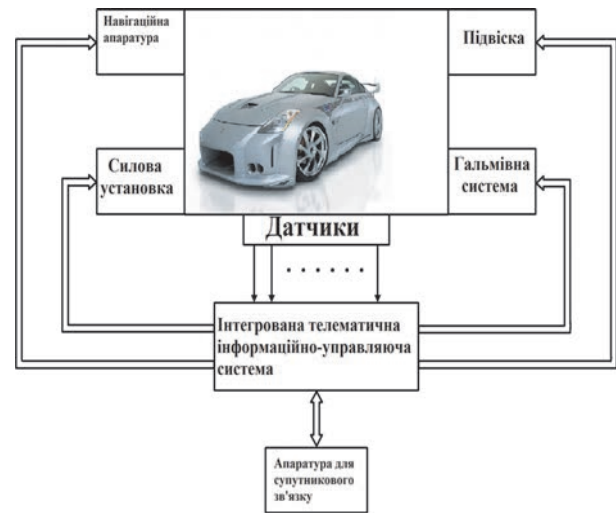 Навігаційна
апаратура
Підвіска
Силова
установка
Гальмівна
система
Датчики
Інтегрована телематична
інформаційно-управляюча
система
Апаратура для
супутникового
зв'язку